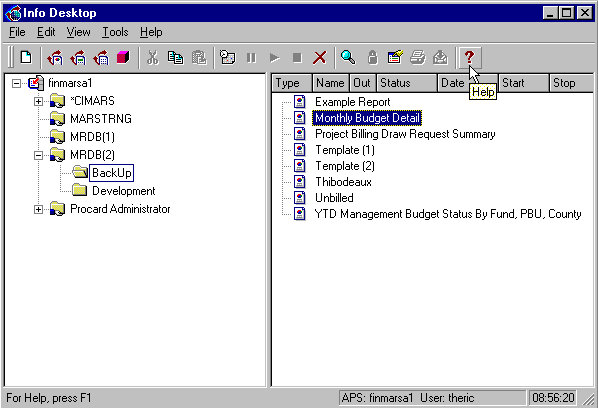 Info Desktop
File Edit View Tools Help
?
Type Name Out Status Date Start Stop
Help
finmarsa1
*CIMARS
MARSTRNG
MRDB(1)
MRDB(2)
BackUp
Development
Procard Administrator
Example Report
Monthly Budget Detail
Project Billing Draw Request Summary
Template (1)
Template (2)
Thibodeaux
Unbilled
YTD Management Budget Status By Fund, PBU, County
For Help, press F1
APS: finmarsa1 User: theric
08:56:20